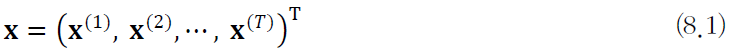 𝐱 = (𝐱⁽¹⁾, 𝐱⁽²⁾, ⋯, 𝐱⁽ᵀ⁾)ᵀ (8.1)